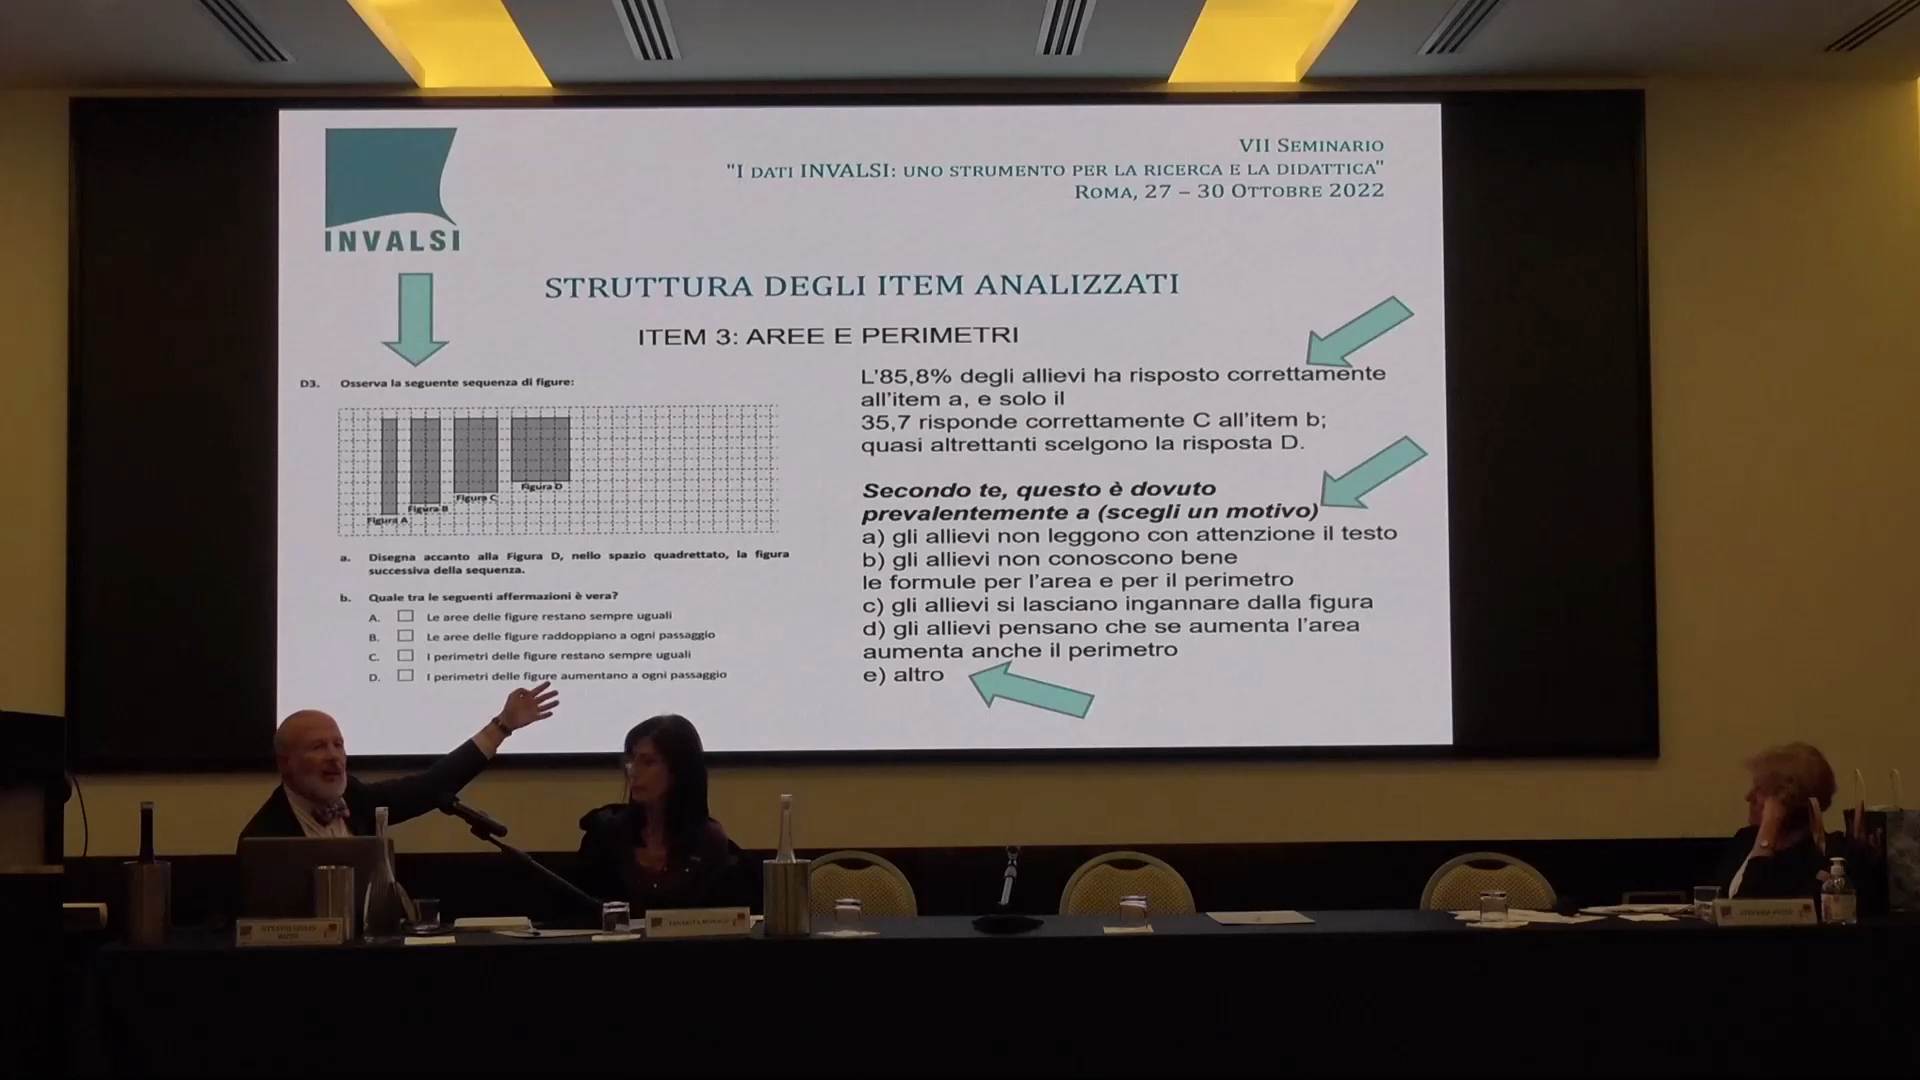 INVALSI
VII SEMINARIO
"I DATI INVALSI: UNO STRUMENTO PER LA RICERCA E LA DIDATTICA"
ROMA, 27 – 30 OTTOBRE 2022
STRUTTURA DEGLI ITEM ANALIZZATI
ITEM 3: AREE E PERIMETRI
D3. Osserva la seguente sequenza di figure:
Figura A
Figura B
Figura C
Figura D
a. Disegna accanto alla Figura D, nello spazio quadrettato, la figura
successiva della sequenza.
b. Quale tra le seguenti affermazioni è vera?
A. Le aree delle figure restano sempre uguali
B. Le aree delle figure raddoppiano a ogni passaggio
C. I perimetri delle figure restano sempre uguali
D. I perimetri delle figure aumentano a ogni passaggio
L'85,8% degli allievi ha risposto correttamente
all'item a, e solo il
35,7 risponde correttamente C all'item b;
quasi altrettanti scelgono la risposta D.
Secondo te, questo è dovuto
prevalentemente a (scegli un motivo)
a) gli allievi non leggono con attenzione il testo
b) gli allievi non conoscono bene
le formule per l'area e per il perimetro
c) gli allievi si lasciano ingannare dalla figura
d) gli allievi pensano che se aumenta l'area
aumenta anche il perimetro
e) altro